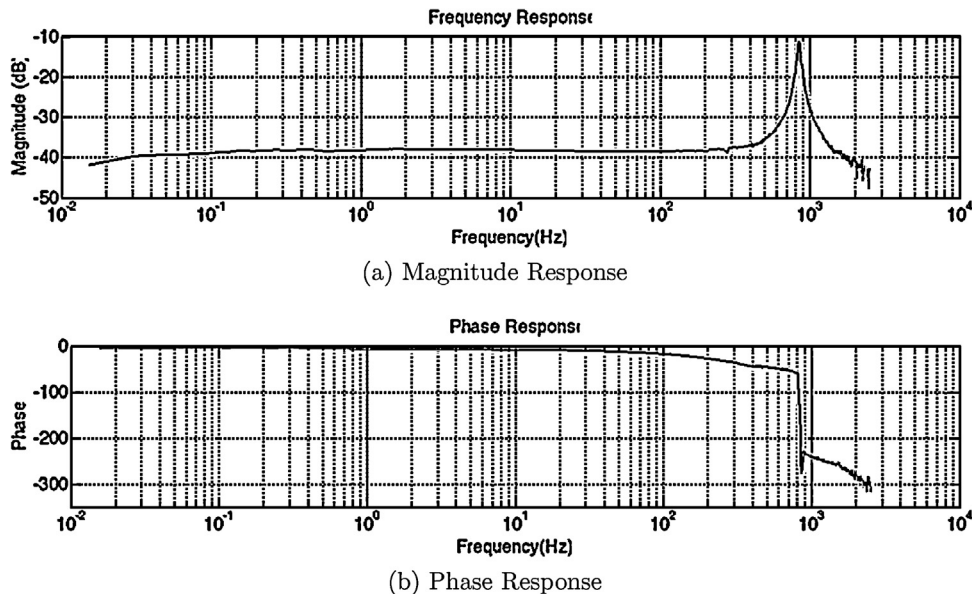 Frequency Response
Magnitude (dB)
-10
-20
-30
-40
-50
10^-2
10^-1
10^0
10^1
10^2
10^3
10^4
Frequency(Hz)
(a) Magnitude Response
Phase Response
Phase
0
-100
-200
-300
10^-2
10^-1
10^0
10^1
10^2
10^3
10^4
Frequency(Hz)
(b) Phase Response